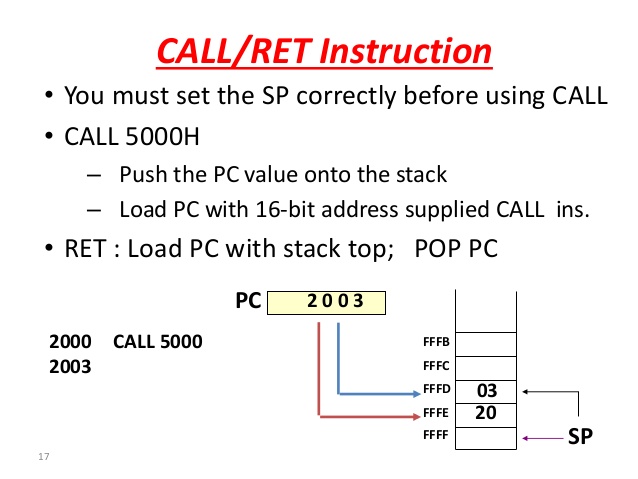 CALL/RET Instruction
• You must set the SP correctly before using CALL
• CALL 5000H
– Push the PC value onto the stack
– Load PC with 16-bit address supplied CALL ins.
• RET : Load PC with stack top; POP PC
PC 2 0 0 3
2000 CALL 5000
2003
FFFB
FFFC
FFFD 03
FFFE 20
FFFF
SP
17